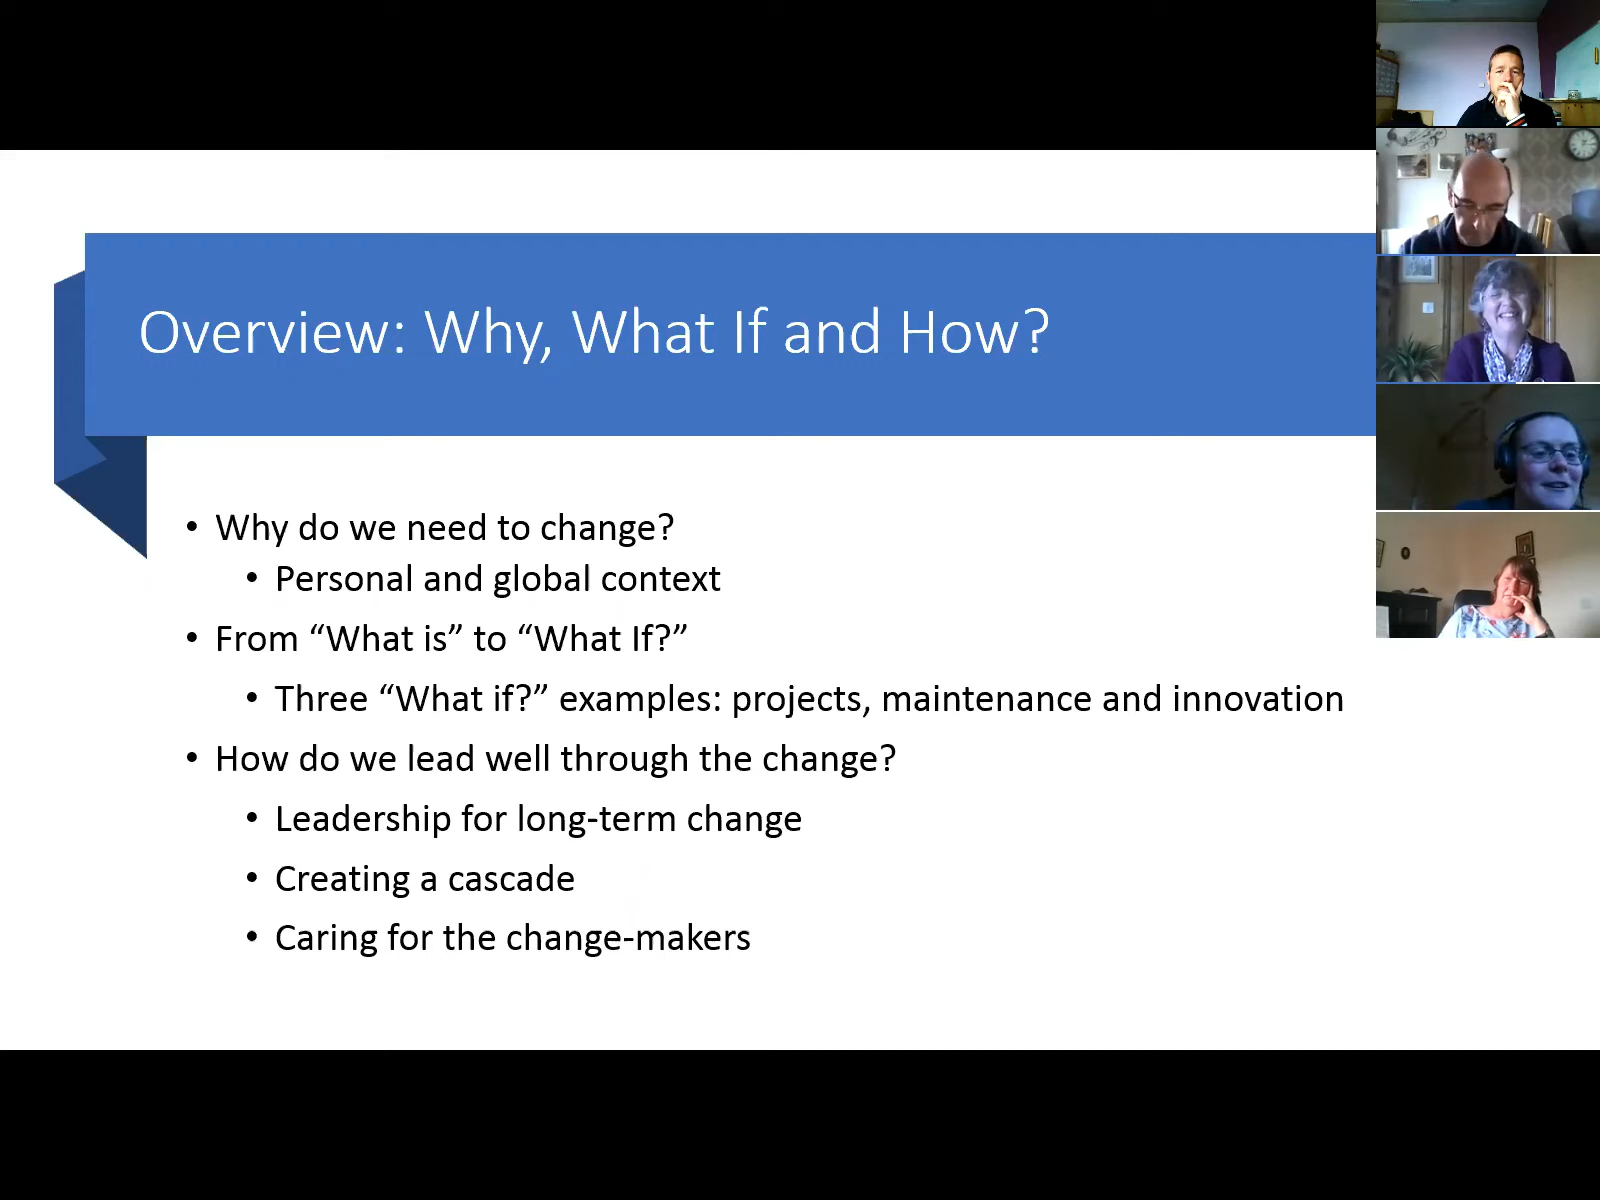 Overview: Why, What If and How?
• Why do we need to change?
• Personal and global context
• From “What is” to “What If?”
• Three “What if?” examples: projects, maintenance and innovation
• How do we lead well through the change?
• Leadership for long-term change
• Creating a cascade
• Caring for the change-makers